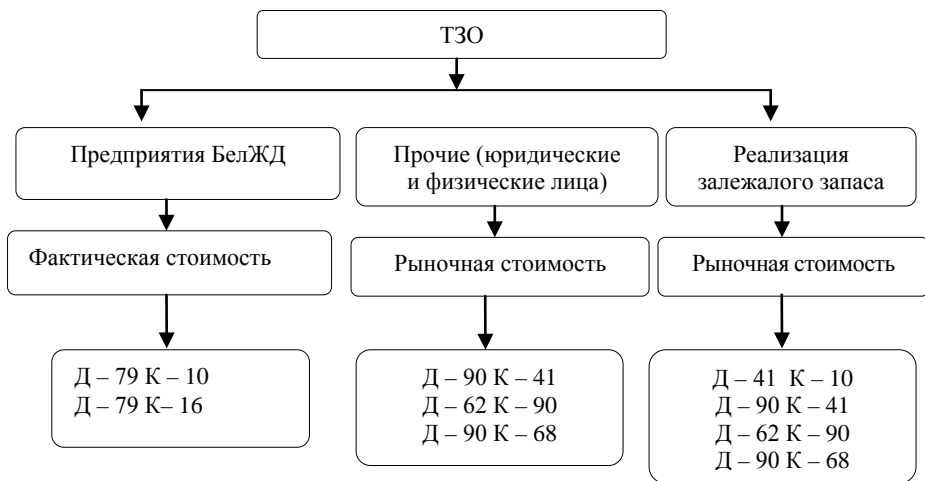 ТЗО
Предприятия БелЖД
Прочие (юридические
и физические лица)
Реализация
залежалого запаса
Фактическая стоимость
Рыночная стоимость
Рыночная стоимость
Д – 79 К – 10
Д – 79 К– 16
Д – 90 К – 41
Д – 62 К – 90
Д – 90 К – 68
Д – 41 К – 10
Д – 90 К – 41
Д – 62 К – 90
Д – 90 К – 68